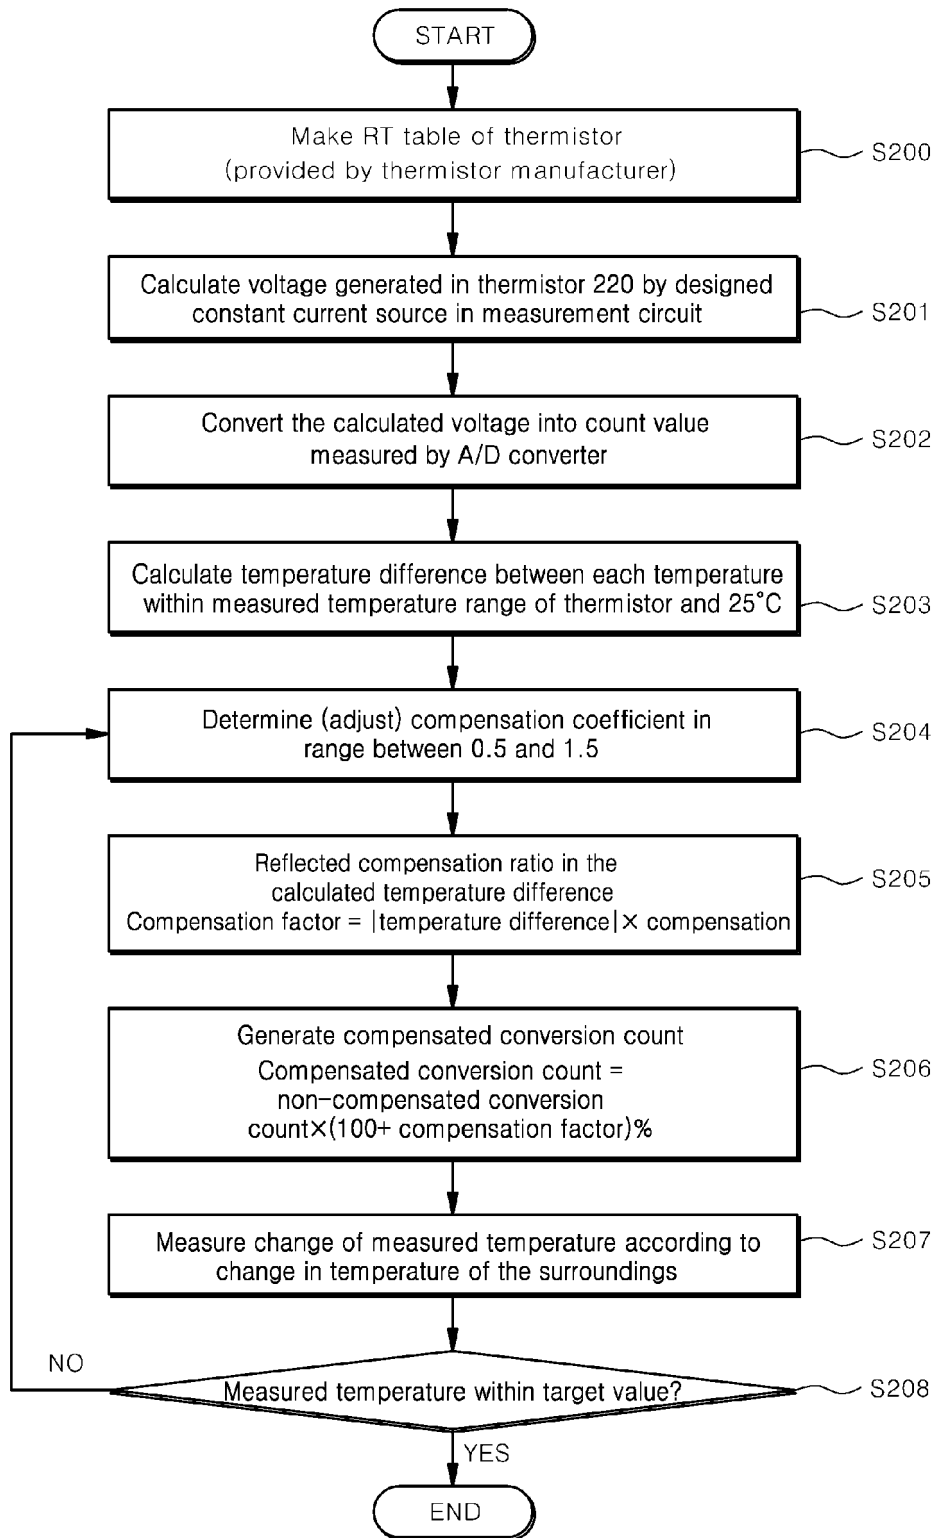 START
Make RT table of thermistor
(provided by thermistor manufacturer)
S200
Calculate voltage generated in thermistor 220 by designed
constant current source in measurement circuit
S201
Convert the calculated voltage into count value
measured by A/D converter
S202
Calculate temperature difference between each temperature
within measured temperature range of thermistor and 25°C
S203
Determine (adjust) compensation coefficient in
range between 0.5 and 1.5
S204
Reflected compensation ratio in the
calculated temperature difference
Compensation factor = |temperature difference|× compensation
S205
Generate compensated conversion count
Compensated conversion count =
non-compensated conversion
count×(100+ compensation factor)%
S206
Measure change of measured temperature according to
change in temperature of the surroundings
S207
NO
Measured temperature within target value?
S208
YES
END